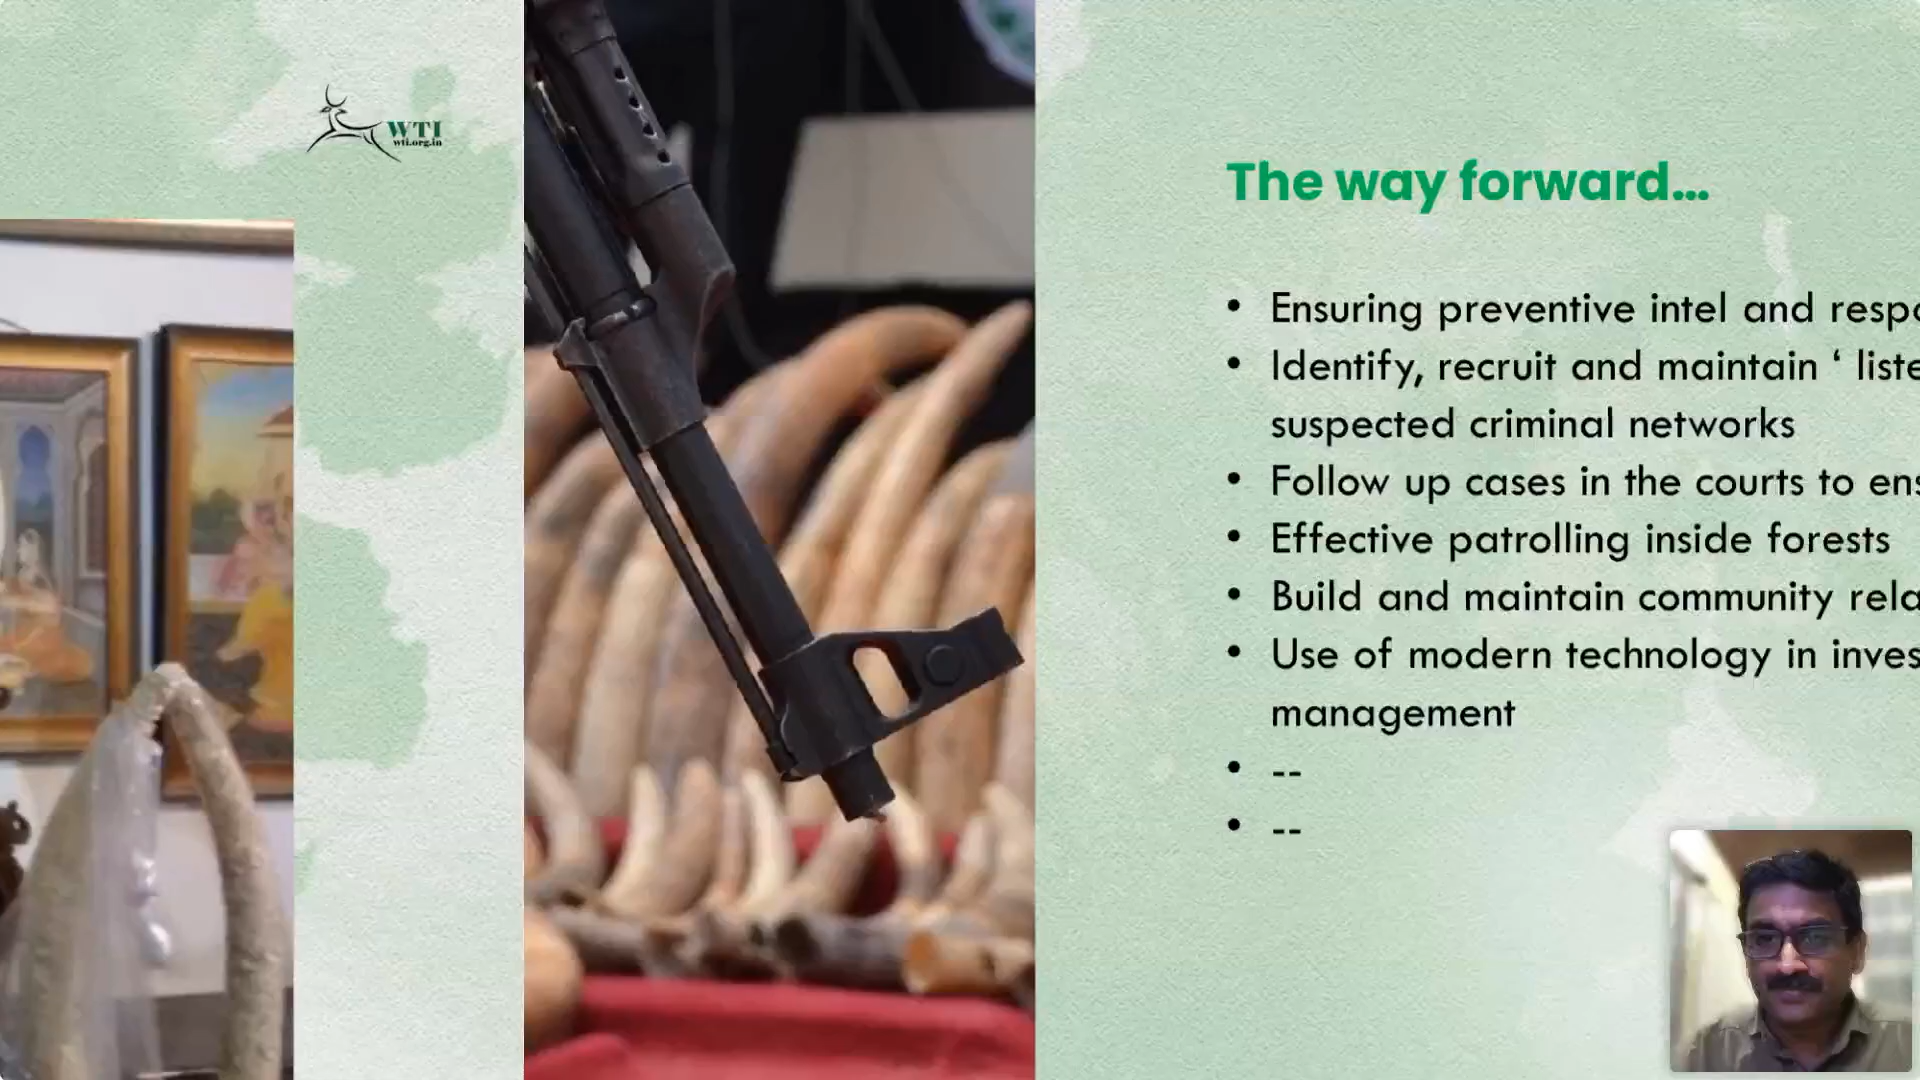 WTI
wti.org.in
The way forward...
• Ensuring preventive intel and
• Identify, recruit and maintain ‘
suspected criminal networks
• Follow up cases in the courts to
• Effective patrolling inside forests
• Build and maintain community
• Use of modern technology in
management
• --
• --